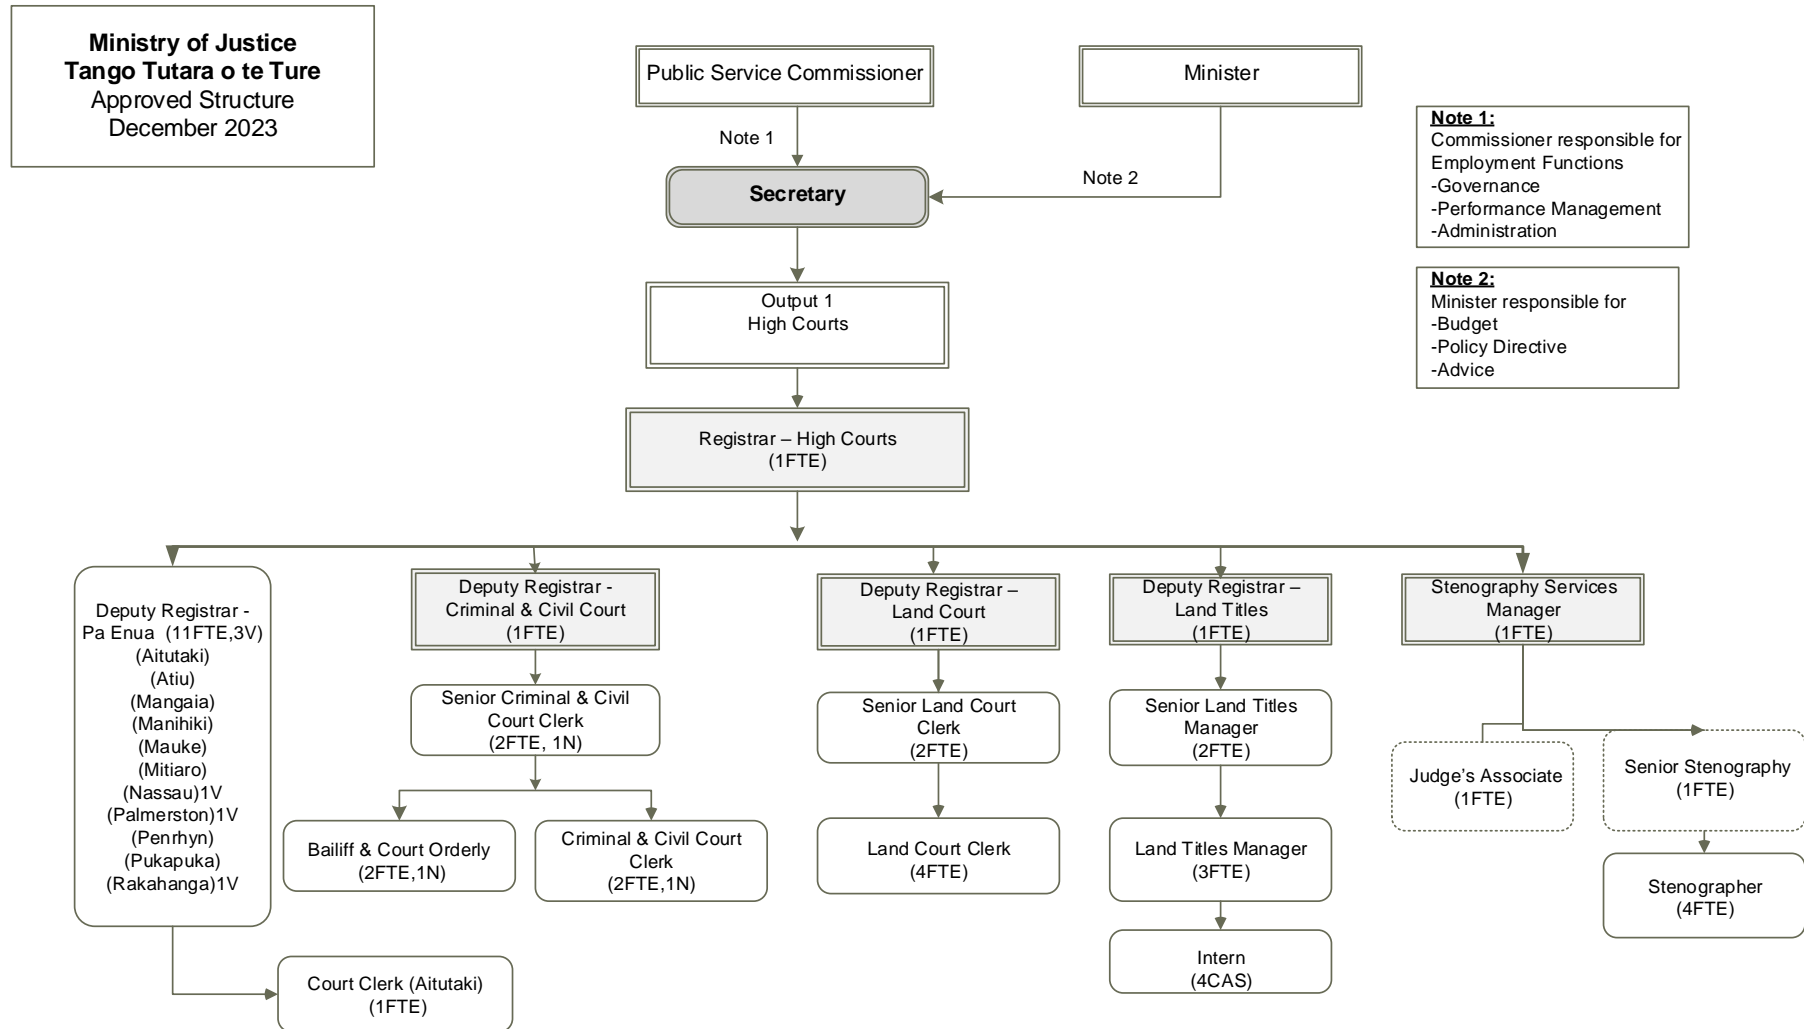 Ministry of Justice
Tango Tutara o te Ture
Approved Structure
December 2023
Public Service Commissioner
Minister
Note 1
Note 2
Secretary
Note 1:
Commissioner responsible for
Employment Functions
-Governance
-Performance Management
-Administration
Note 2:
Minister responsible for
-Budget
-Policy Directive
-Advice
Output 1
High Courts
Registrar – High Courts
(1FTE)
Deputy Registrar -
Pa Enua (11FTE,3V)
(Aitutaki)
(Atiu)
(Mangaia)
(Manihiki)
(Mauke)
(Mitiaro)
(Nassau)1V
(Palmerston)1V
(Penrhyn)
(Pukapuka)
(Rakahanga)1V
Court Clerk (Aitutaki)
(1FTE)
Deputy Registrar -
Criminal & Civil Court
(1FTE)
Senior Criminal & Civil
Court Clerk
(2FTE, 1N)
Bailiff & Court Orderly
(2FTE,1N)
Criminal & Civil Court
Clerk
(2FTE,1N)
Deputy Registrar –
Land Court
(1FTE)
Senior Land Court
Clerk
(2FTE)
Land Court Clerk
(4FTE)
Deputy Registrar –
Land Titles
(1FTE)
Senior Land Titles
Manager
(2FTE)
Land Titles Manager
(3FTE)
Intern
(4CAS)
Stenography Services
Manager
(1FTE)
Judge's Associate
(1FTE)
Senior Stenography
(1FTE)
Stenographer
(4FTE)